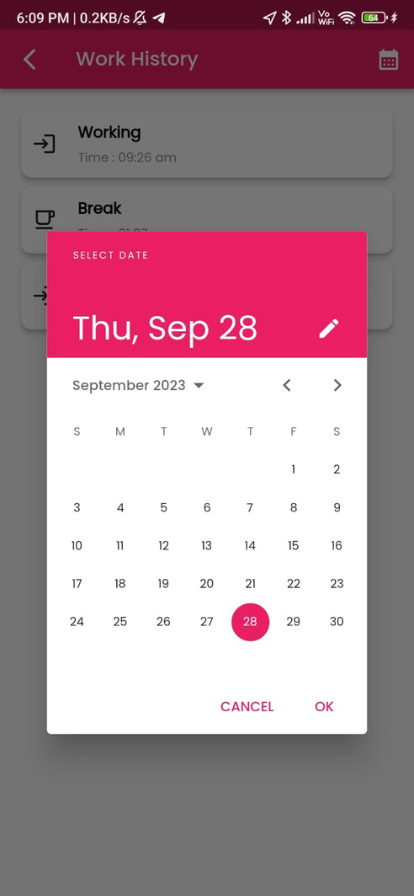 6:09 PM | 0.2KB/s
Vo
WiFi
64
Work History
Working
Time : 09:26 am
Break
SELECT DATE
Thu, Sep 28
September 2023
S M T W T F S
1 2
3 4 5 6 7 8 9
10 11 12 13 14 15 16
17 18 19 20 21 22 23
24 25 26 27 28 29 30
CANCEL OK